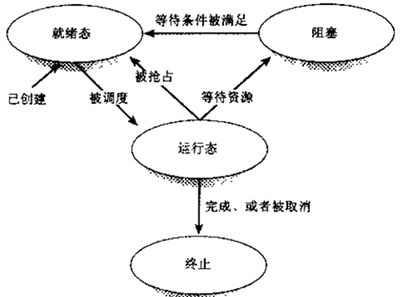 等待条件被满足
就绪态
阻塞
被抢占
已创建
被调度
等待资源
运行态
完成、或者被取消
终止